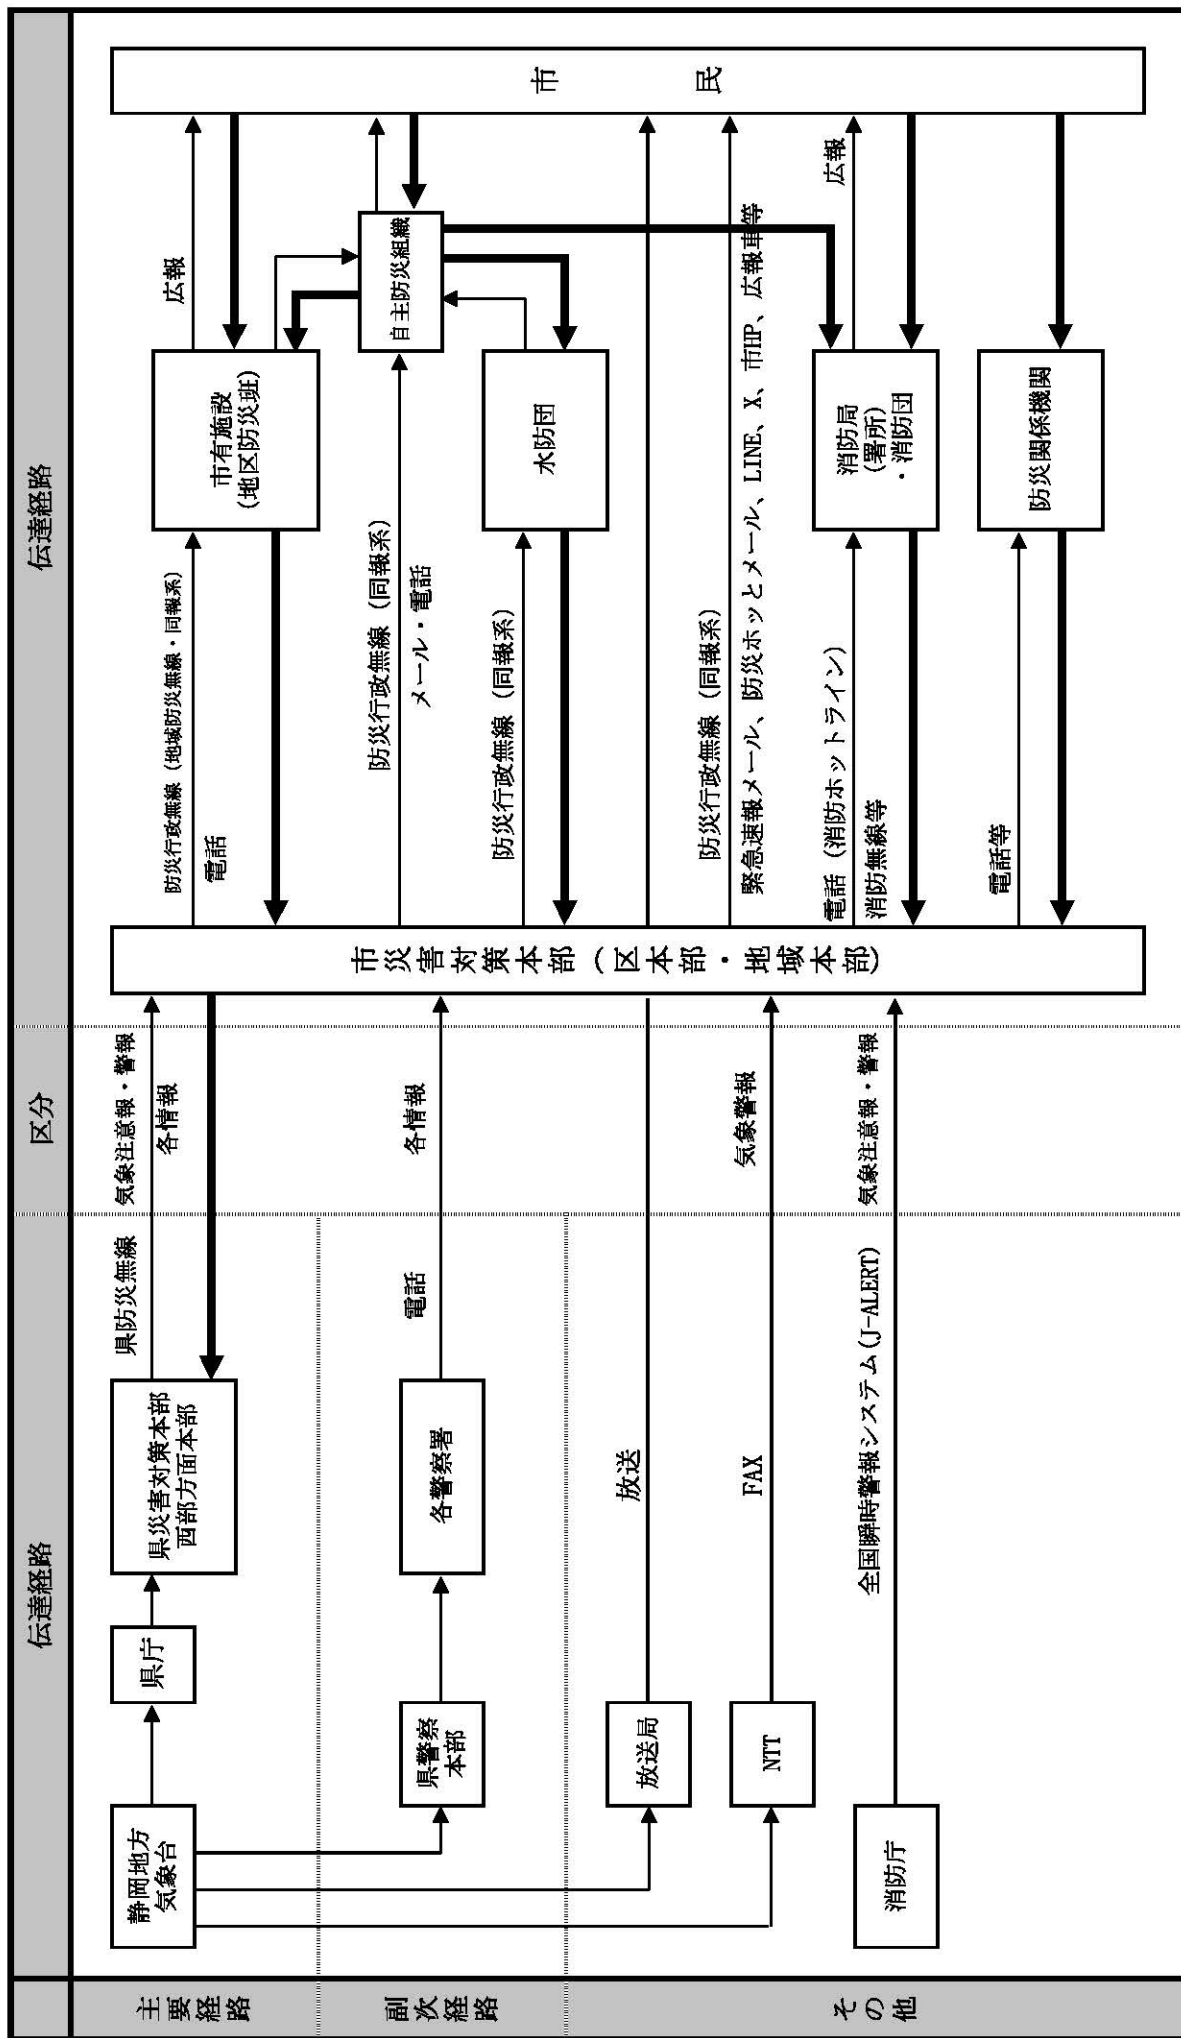 伝達経路
区分
伝達経路
主要経路
静岡地方
気象台
県庁
県災害対策本部
西部方面本部
県防災無線
気象注意報・警報
各情報
副次経路
県警察
本部
各警察署
電話
各情報
その他
放送局
放送
NTT
FAX
気象警報
消防庁
全国瞬時警報システム(J-ALERT)
気象注意報・警報
市災害対策本部(区本部・地域本部)
防災行政無線(地域防災無線・同報系)
電話
市有施設
(地区防災班)
広報
防災行政無線(同報系)
メール・電話
自主防災組織
防災行政無線(同報系)
水防団
防災行政無線(同報系)
緊急速報メール、防災ホッとメール、LINE、X、市HP、広報車等
電話(消防ホットライン)
消防無線等
消防局
(署所)
・消防団
広報
電話等
防災関係機関
市民